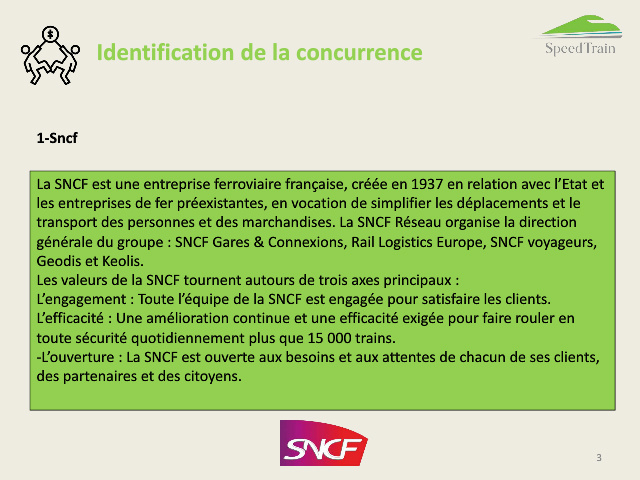 $
Identification de la concurrence
SpeedTrain
1-Sncf
La SNCF est une entreprise ferroviaire française, créée en 1937 en relation avec l’Etat et
les entreprises de fer préexistantes, en vocation de simplifier les déplacements et le
transport des personnes et des marchandises. La SNCF Réseau organise la direction
générale du groupe : SNCF Gares & Connexions, Rail Logistics Europe, SNCF voyageurs,
Geodis et Keolis.
Les valeurs de la SNCF tournent autours de trois axes principaux :
L’engagement : Toute l’équipe de la SNCF est engagée pour satisfaire les clients.
L’efficacité : Une amélioration continue et une efficacité exigée pour faire rouler en
toute sécurité quotidiennement plus que 15 000 trains.
-L’ouverture : La SNCF est ouverte aux besoins et aux attentes de chacun de ses clients,
des partenaires et des citoyens.
SNCF
3